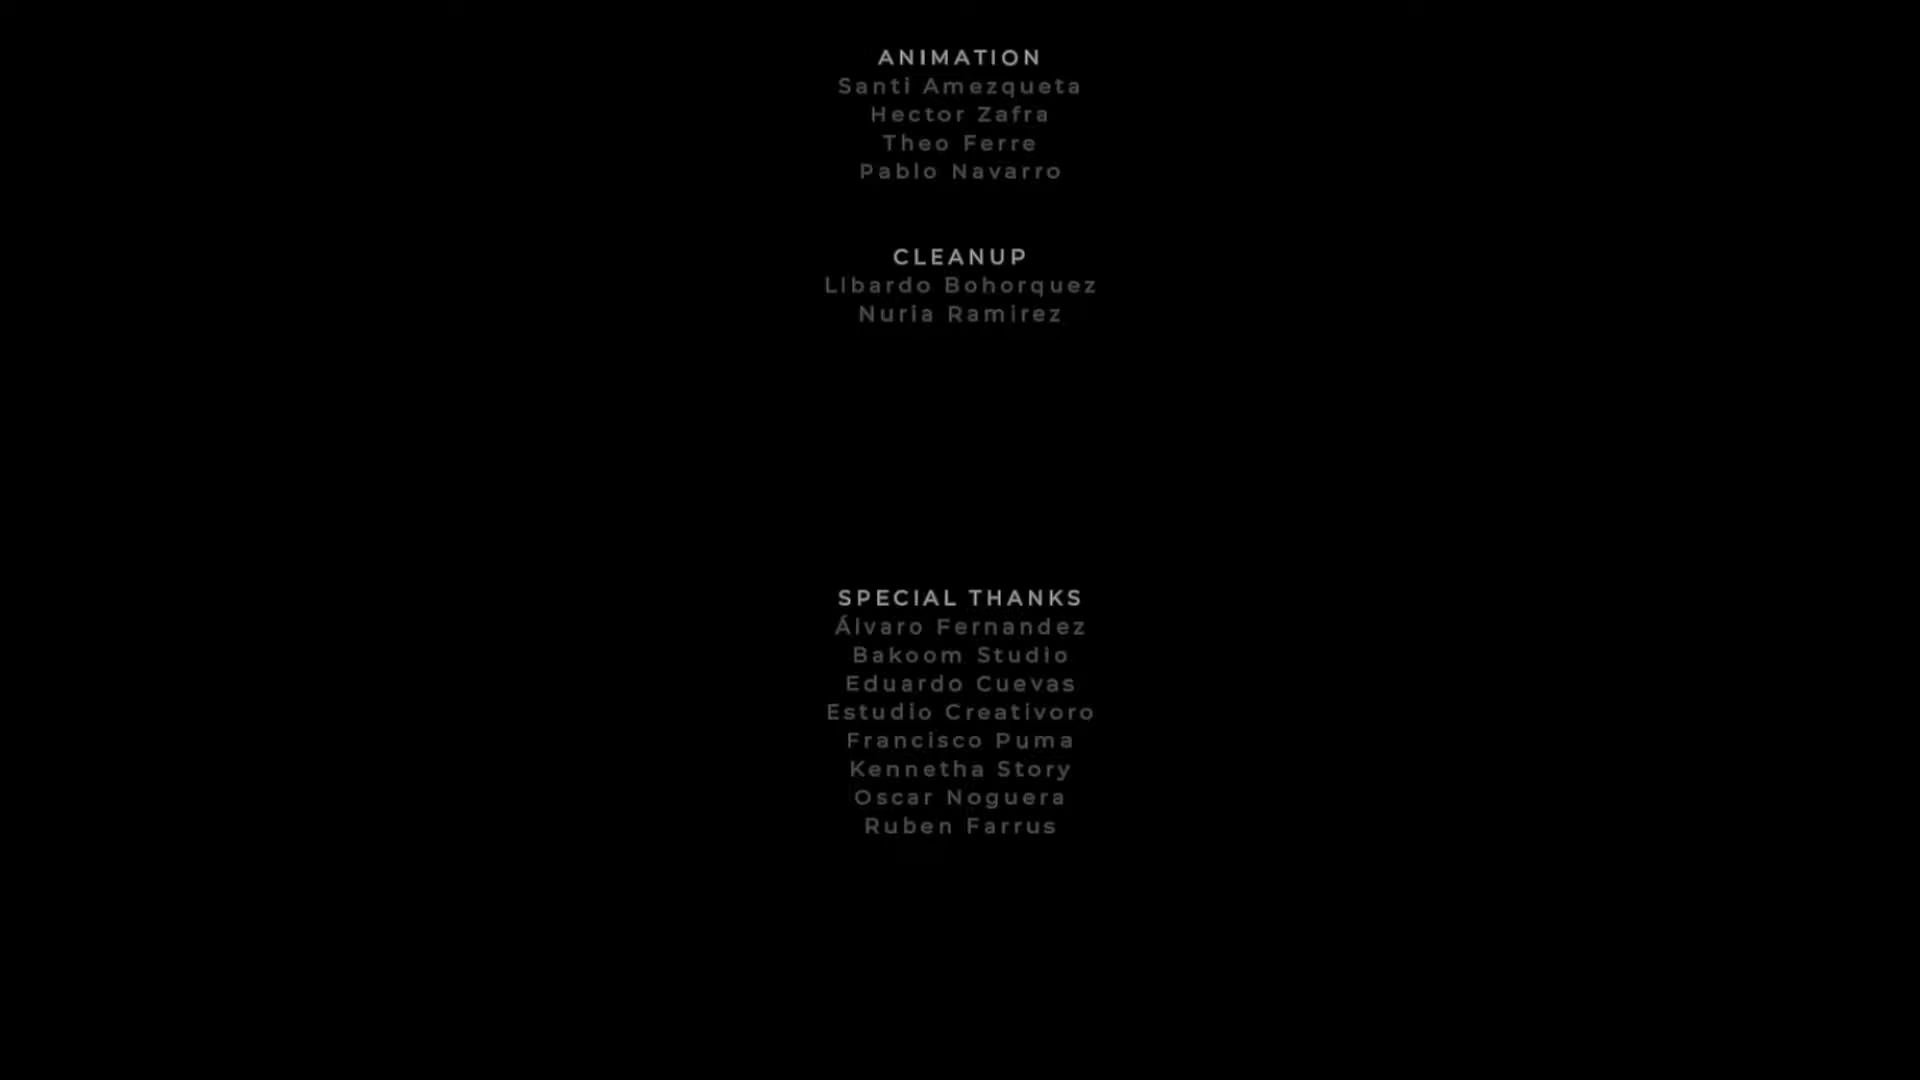 ANIMATION
Santi Amezqueta
Hector Zafra
Theo Ferre
Pablo Navarro
CLEANUP
LIbardo Bohorquez
Nuria Ramirez
SPECIAL THANKS
Álvaro Fernandez
Bakoom Studio
Eduardo Cuevas
Estudio Creativoro
Francisco Puma
Kennetha Story
Oscar Noguera
Ruben Farrus